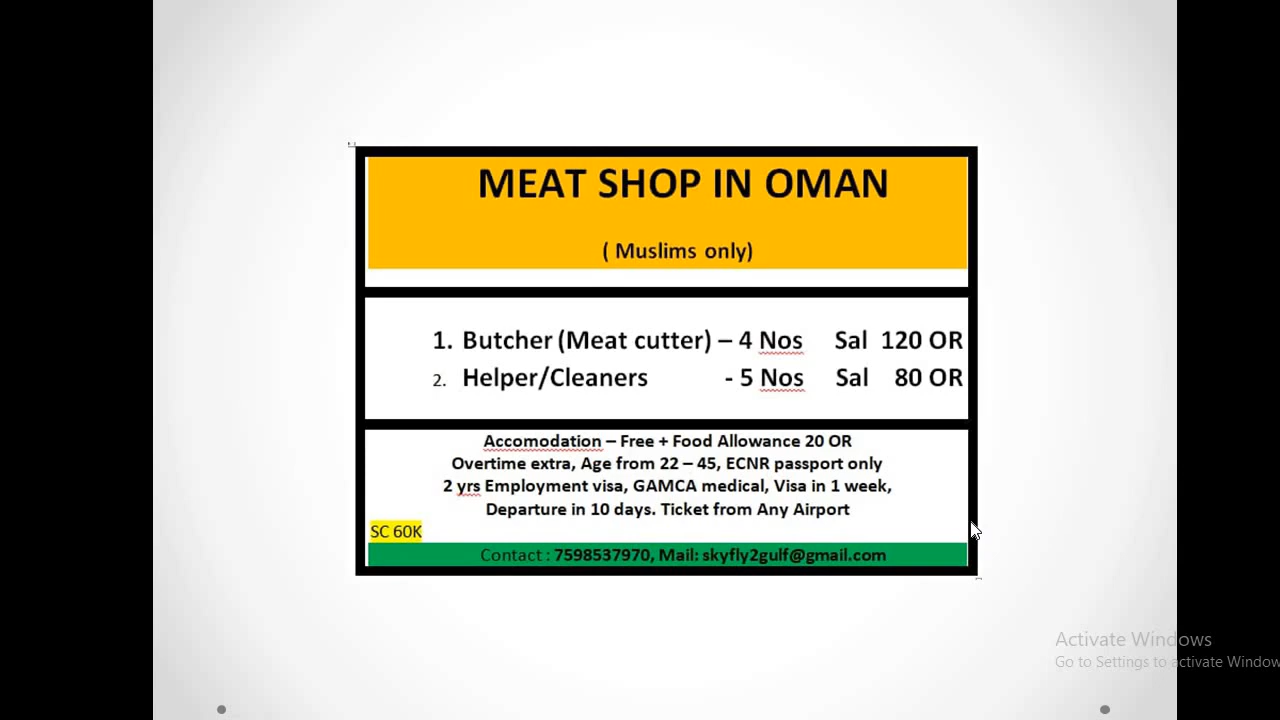 MEAT SHOP IN OMAN
( Muslims only)
1. Butcher (Meat cutter) – 4 Nos Sal 120 OR
2. Helper/Cleaners - 5 Nos Sal 80 OR
Accomodation – Free + Food Allowance 20 OR
Overtime extra, Age from 22 – 45, ECNR passport only
2 yrs Employment visa, GAMCA medical, Visa in 1 week,
Departure in 10 days. Ticket from Any Airport
SC 60K
Contact : 7598537970, Mail: skyfly2gulf@gmail.com
Activate Windows
Go to Settings to activate Window